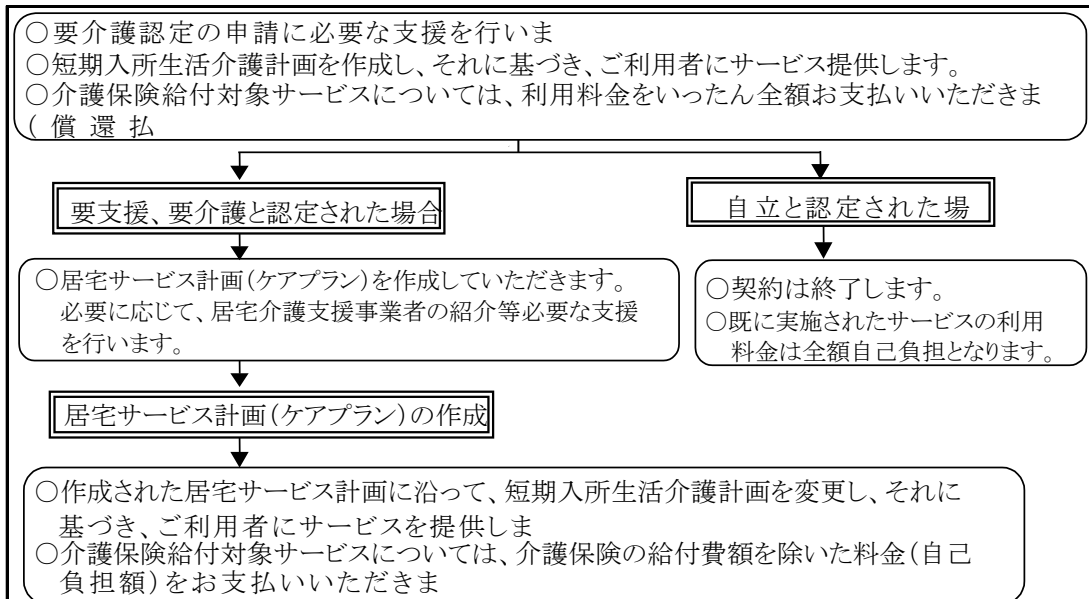 ○要介護認定の申請に必要な支援を行いま
○短期入所生活介護計画を作成し、それに基づき、ご利用者にサービス提供します。
○介護保険給付対象サービスについては、利用料金をいったん全額お支払いいただきま
(償還払
要支援、要介護と認定された場合
自立と認定された場
○居宅サービス計画(ケアプラン)を作成していただきます。
必要に応じて、居宅介護支援事業者の紹介等必要な支援
を行います。
○契約は終了します。
○既に実施されたサービスの利用
料金は全額自己負担となります。
居宅サービス計画(ケアプラン)の作成
○作成された居宅サービス計画に沿って、短期入所生活介護計画を変更し、それに
基づき、ご利用者にサービスを提供しま
○介護保険給付対象サービスについては、介護保険の給付費額を除いた料金(自己
負担額)をお支払いいただきま